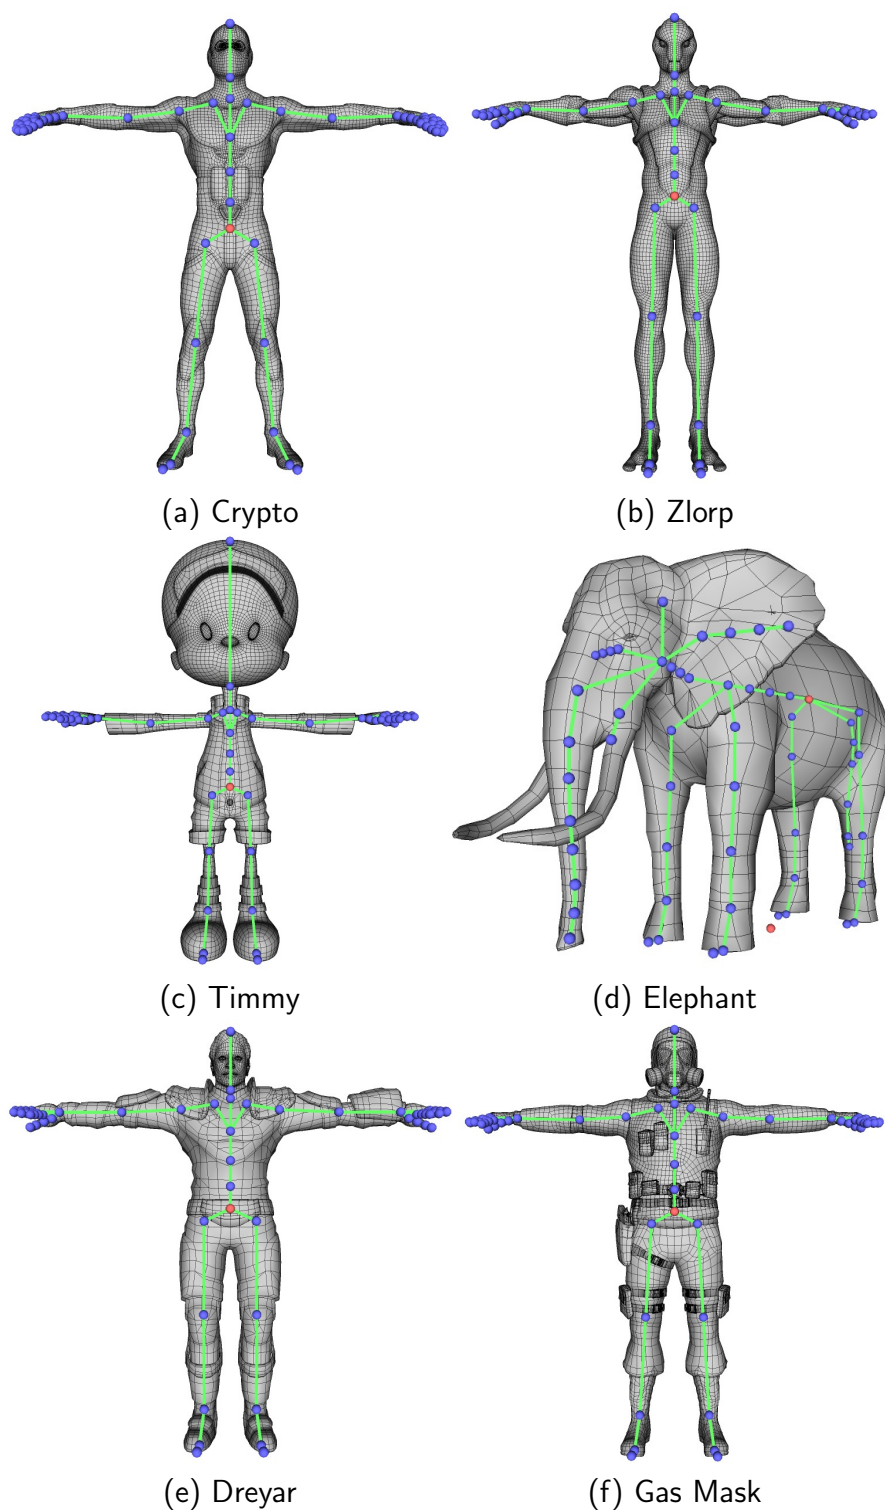 (a) Crypto
(b) Zlorp
(c) Timmy
(d) Elephant
(e) Dreyar
(f) Gas Mask